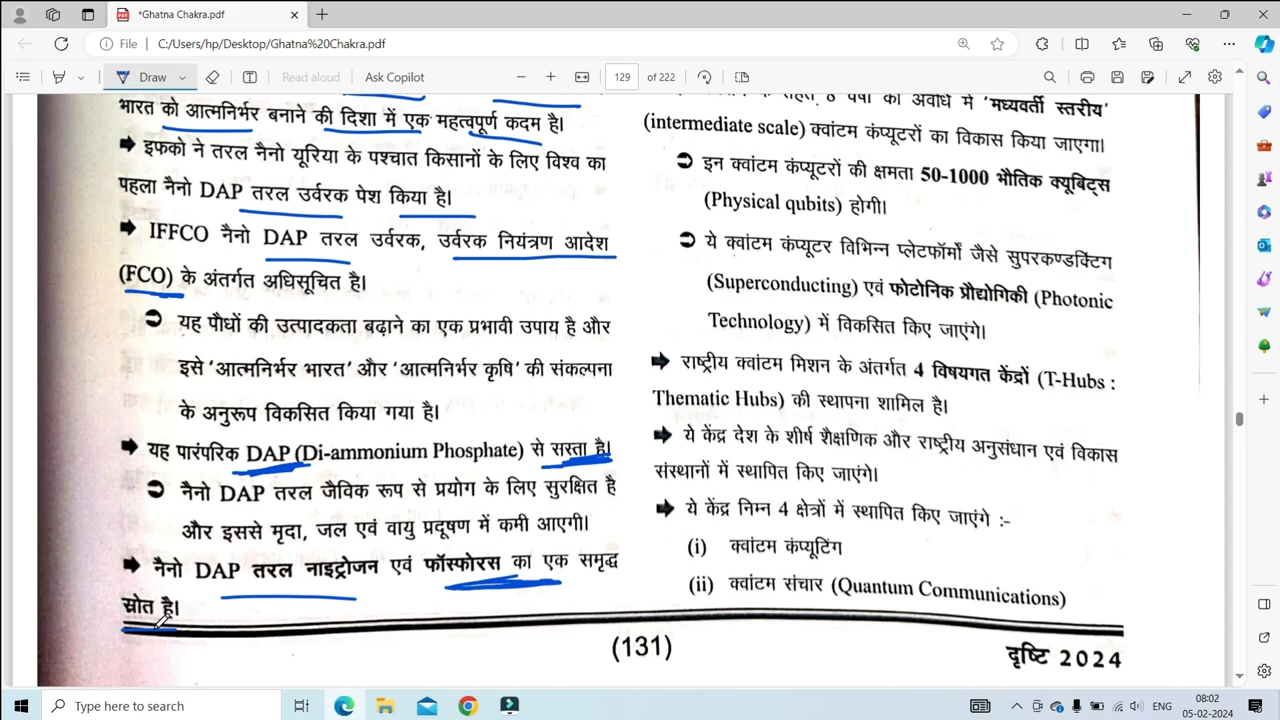 *Ghatna Chakra.pdf
File
C:/Users/hp/Desktop/Ghatna%20Chakra.pdf
Draw
Read aloud
Ask Copilot
129
of 222
भारत को आत्मनिर्भर बनाने की दिशा में एक महत्वपूर्ण कदम है।
➡ इफको ने तरल नैनो यूरिया के पश्चात किसानों के लिए विश्व का
पहला नैनो DAP तरल उर्वरक पेश किया है।
➡ IFFCO नैनो DAP तरल उर्वरक, उर्वरक नियंत्रण आदेश
(FCO) के अंतर्गत अधिसूचित है।
➲ यह पौधों की उत्पादकता बढ़ाने का एक प्रभावी उपाय है और
इसे 'आत्मनिर्भर भारत' और 'आत्मनिर्भर कृषि' की संकल्पना
के अनुरूप विकसित किया गया है।
➡ यह पारंपरिक DAP (Di-ammonium Phosphate) से सस्ता है।
➲ नैनो DAP तरल जैविक रूप से प्रयोग के लिए सुरक्षित है
और इससे मृदा, जल एवं वायु प्रदूषण में कमी आएगी।
➡ नैनो DAP तरल नाइट्रोजन एवं फॉस्फोरस का एक समृद्ध
स्रोत है।
8 वर्षों की अवधि में 'मध्यवर्ती स्तरीय'
(intermediate scale) क्वांटम कंप्यूटरों का विकास किया जाएगा।
➲ इन क्वांटम कंप्यूटरों की क्षमता 50-1000 भौतिक क्यूबिट्स
(Physical qubits) होगी।
➲ ये क्वांटम कंप्यूटर विभिन्न प्लेटफॉर्मों जैसे सुपरकण्डक्टिंग
(Superconducting) एवं फोटोनिक प्रौद्योगिकी (Photonic
Technology) में विकसित किए जाएंगे।
➡ राष्ट्रीय क्वांटम मिशन के अंतर्गत 4 विषयगत केंद्रों (T-Hubs :
Thematic Hubs) की स्थापना शामिल है।
➡ ये केंद्र देश के शीर्ष शैक्षणिक और राष्ट्रीय अनुसंधान एवं विकास
संस्थानों में स्थापित किए जाएंगे।
➡ ये केंद्र निम्न 4 क्षेत्रों में स्थापित किए जाएंगे :-
(i) क्वांटम कंप्यूटिंग
(ii) क्वांटम संचार (Quantum Communications)
(131)
दृष्टि 2024
Type here to search
ENG
08:02
05-02-2024